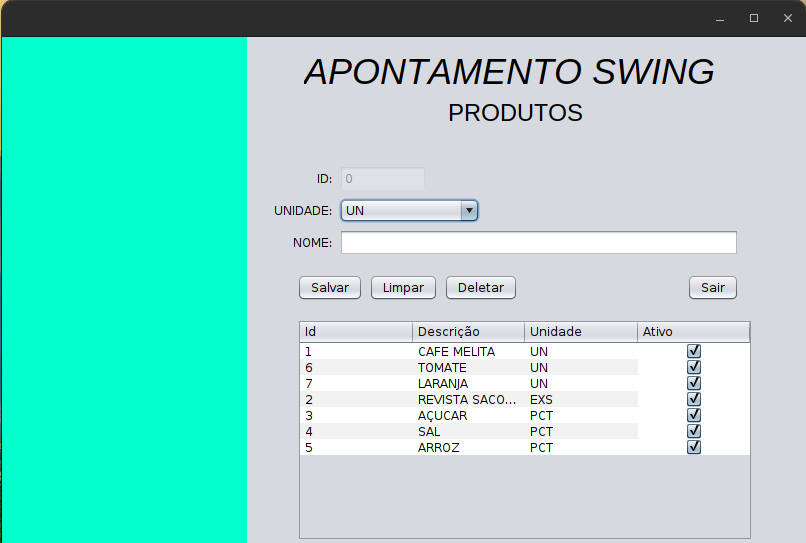 APONTAMENTO SWING
PRODUTOS
ID: 0
UNIDADE: UN
NOME:
Salvar Limpar Deletar Sair
Id Descrição Unidade Ativo
1 CAFE MELITA UN
6 TOMATE UN
7 LARANJA UN
2 REVISTA SACO... EXS
3 AÇUCAR PCT
4 SAL PCT
5 ARROZ PCT